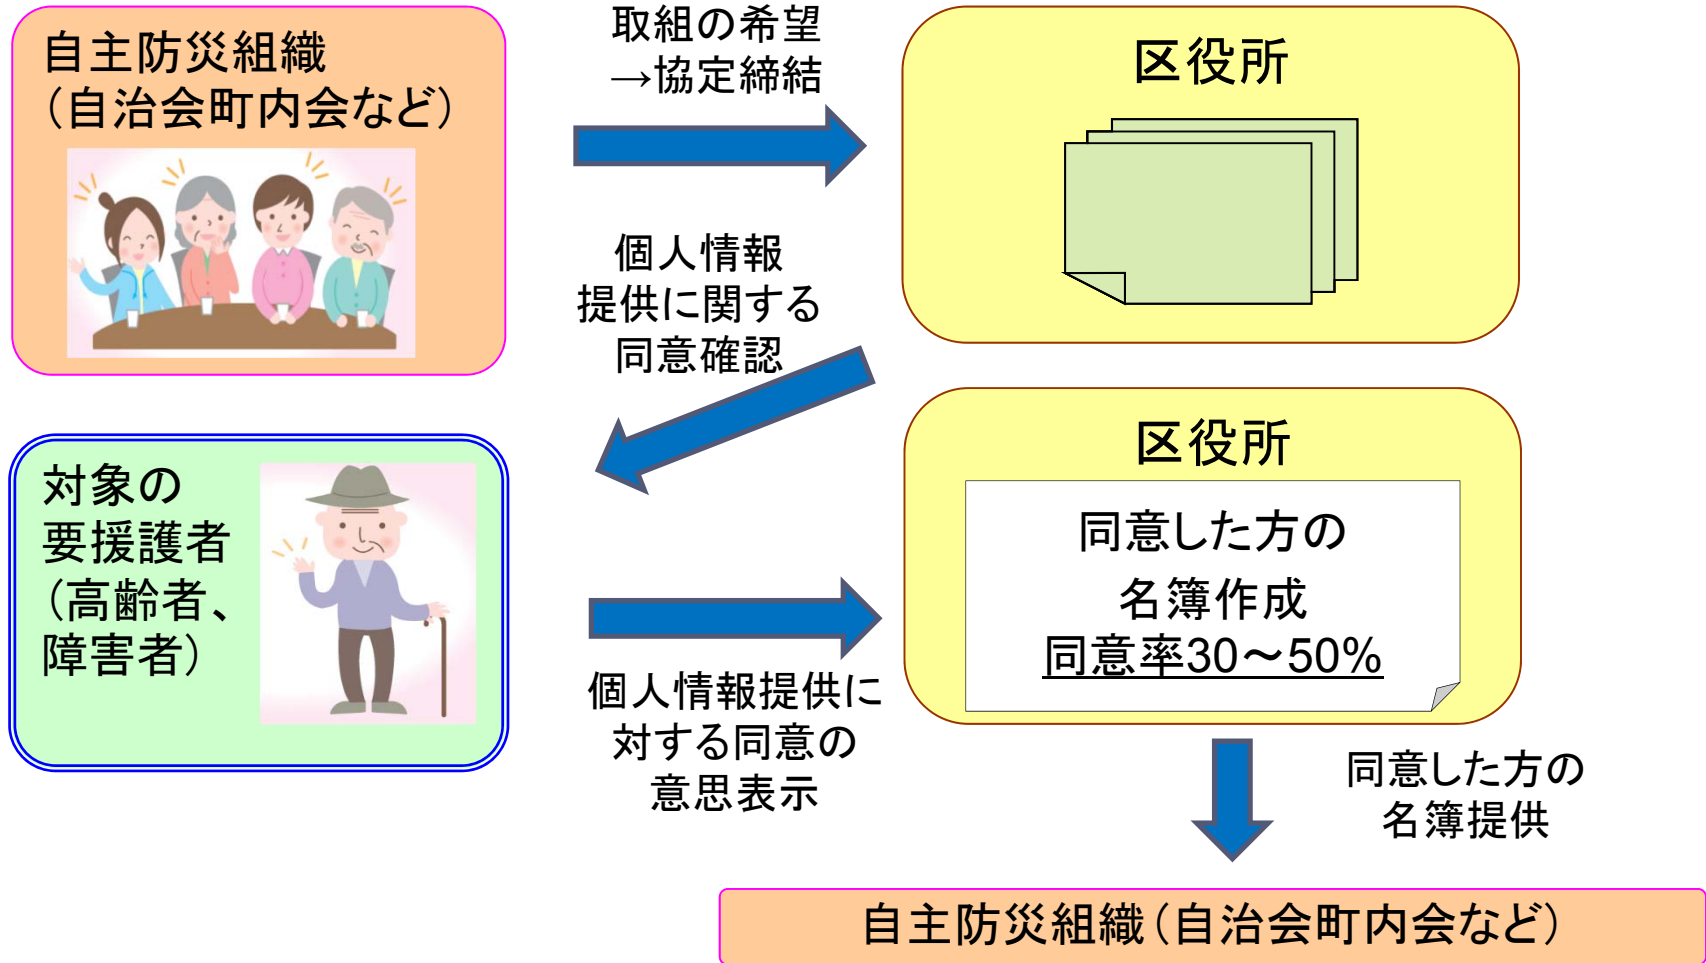 自主防災組織
（自治会町内会など）
取組の希望
→協定締結
区役所
個人情報
提供に関する
同意確認
対象の
要援護者
（高齢者、
障害者）
個人情報提供に
対する同意の
意思表示
区役所
同意した方の
名簿作成
同意率30～50%
同意した方の
名簿提供
自主防災組織（自治会町内会など）